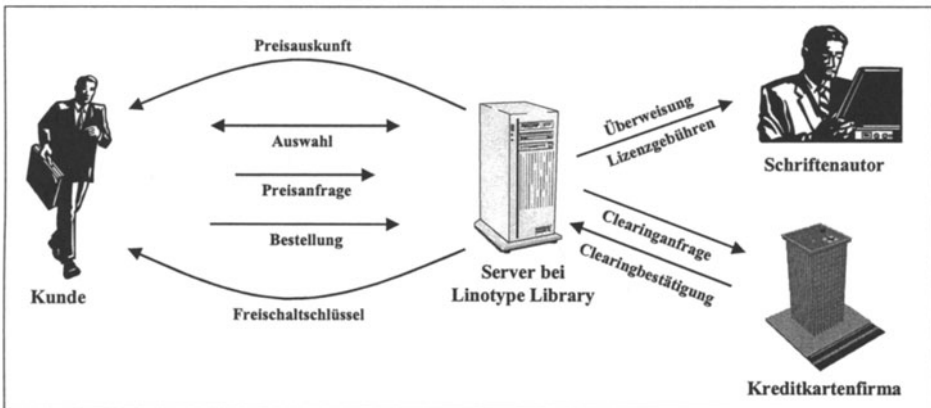 Preisauskunft
Auswahl
Preisanfrage
Bestellung
Freischaltschlüssel
Kunde
Server bei
Linotype Library
Überweisung
Lizenzgebühren
Schriftenautor
Clearinganfrage
Clearingbestätigung
Kreditkartenfirma